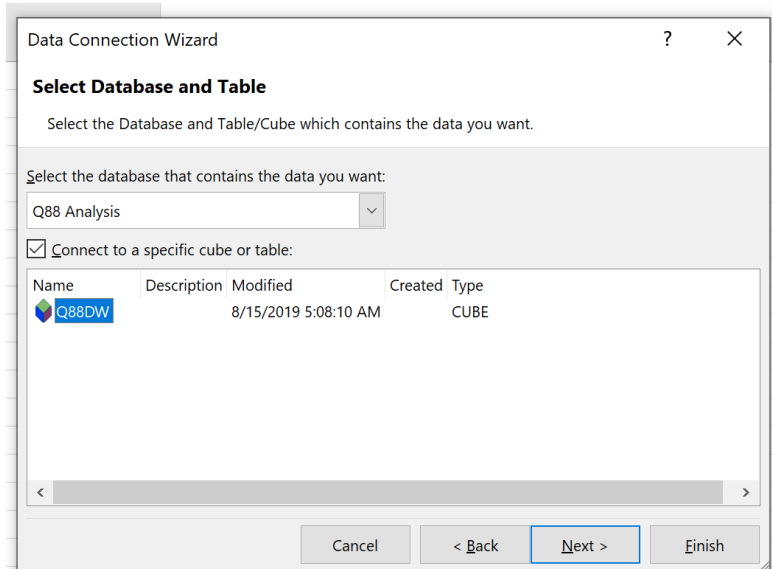 Data Connection Wizard ?
Select Database and Table
Select the Database and Table/Cube which contains the data you want.
Select the database that contains the data you want:
Q88 Analysis
Connect to a specific cube or table:
Name Description Modified Created Type
Q88DW 8/15/2019 5:08:10 AM CUBE
Cancel < Back Next > Finish